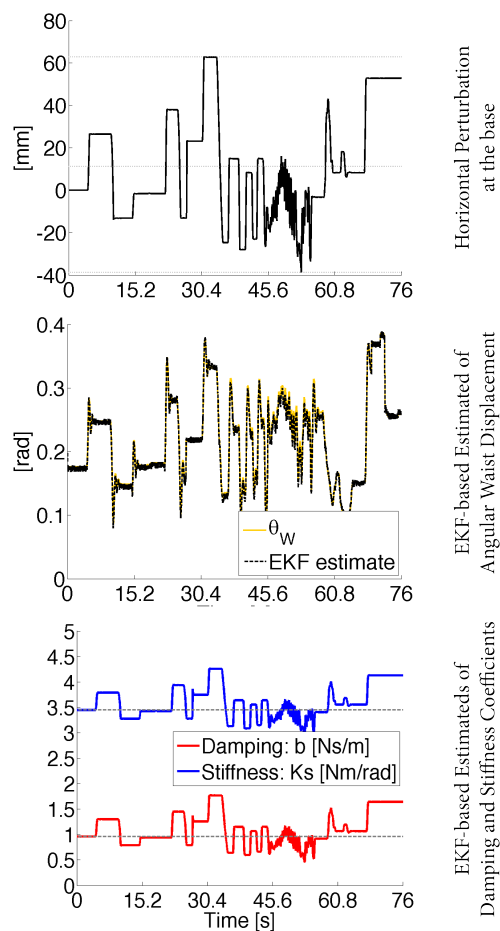 80
60
40
20
0
-20
-40
[mm]
0 15.2 30.4 45.6 60.8 76
Horizontal Perturbation
at the base
0.4
0.3
0.2
0.1
0
[rad]
θW
EKF estimate
0 15.2 30.4 45.6 60.8 76
EKF-based Estimated of
Angular Waist Displacement
5
4.5
4
3.5
3
2.5
2
1.5
1
0.5
0
Damping: b [Ns/m]
Stiffness: Ks [Nm/rad]
0 15.2 30.4 45.6 60.8 76
Time [s]
EKF-based Estimateds of
Damping and Stiffness Coefficients